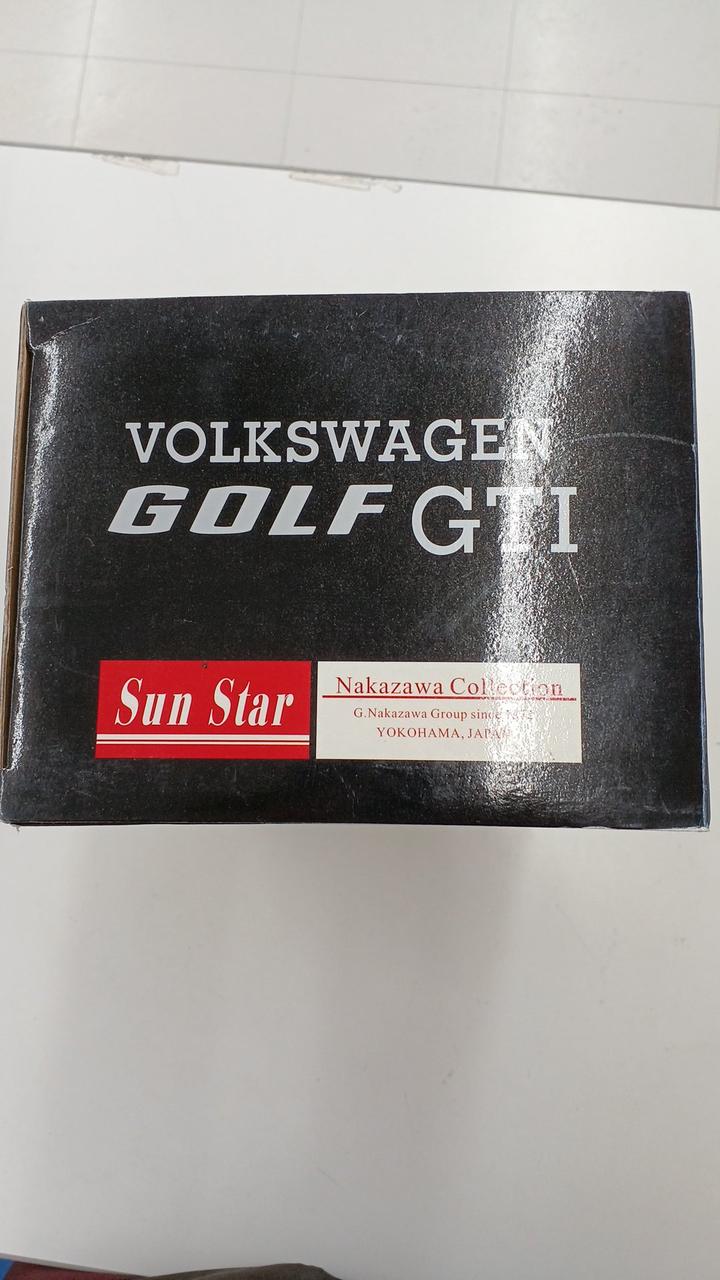 VOLKSWAGEN
GOLF GTI
Sun Star
Nakazawa Collection
G.Nakazawa Group since
YOKOHAMA, JAPAN